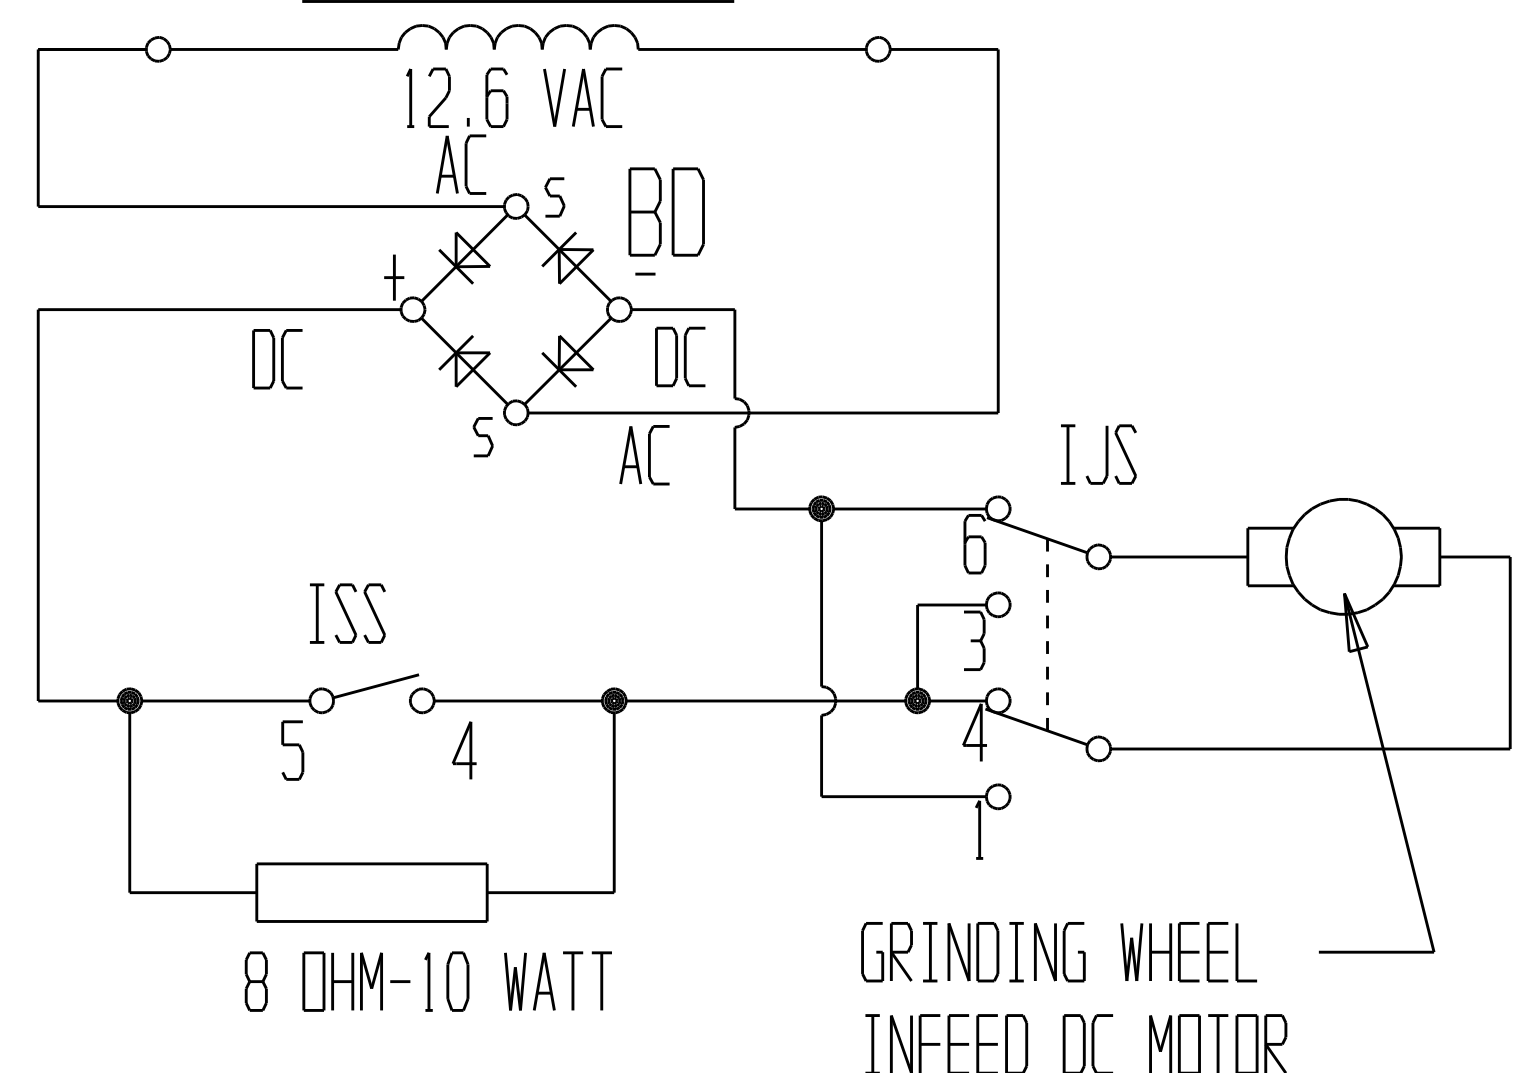 12.6 VAC
AC
S
BD
+
-
DC
DC
S
AC
IJS
6
ISS
3
5
4
4
1
8 OHM-10 WATT
GRINDING WHEEL
INFEED DC MOTOR